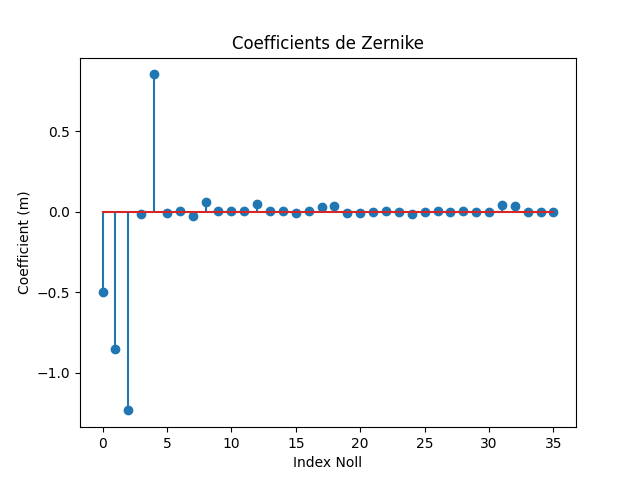 Coefficients de Zernike
Coefficient (m)
0.5
0.0
−0.5
−1.0
0 5 10 15 20 25 30 35
Index Noll